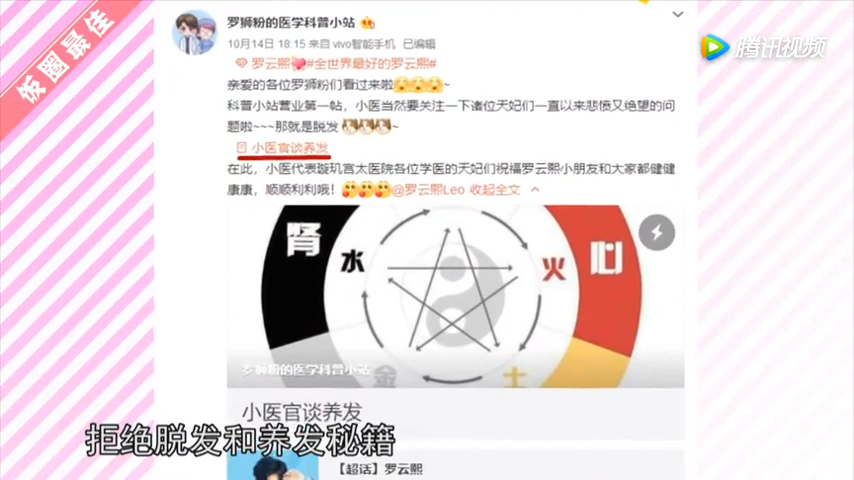 饭圈最佳
腾讯视频
罗狮粉的医学科普小站
10月14日 18:15 来自 vivo智能手机 已编辑
罗云熙#全世界最好的罗云熙#
亲爱的各位罗狮粉们看过来啦~
科普小站营业第一帖，小医当然要关注一下诸位天妃们一直以来悲愤又绝望的问
题啦~~~那就是脱发~
小医官谈养发
在此，小医代表璇玑宫太医院各位学医的天妃们祝福罗云熙小朋友和大家都健健
康康，顺顺利利哦！@罗云熙Leo 收起全文
肾 水 火 心
罗狮粉的医学科普小站
金 土
小医官谈养发
拒绝脱发和养发秘籍
【超话】罗云熙